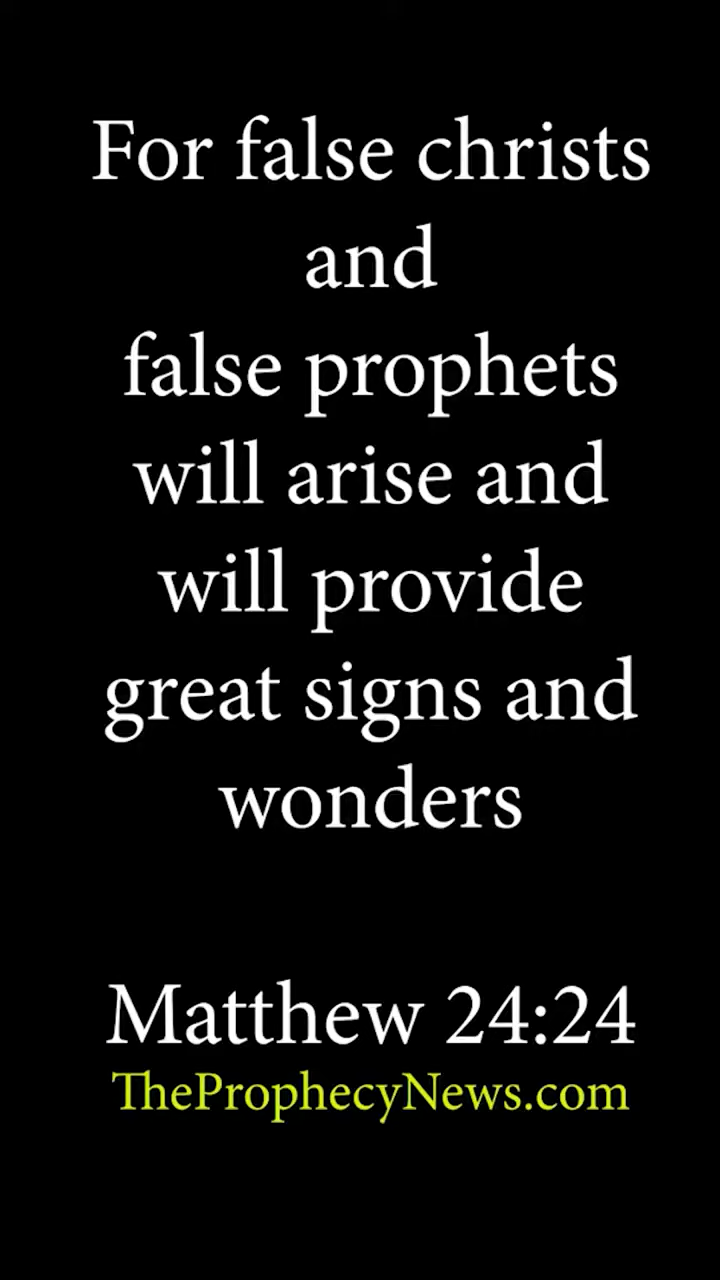 For false christs
and
false prophets
will arise and
will provide
great signs and
wonders
Matthew 24:24
TheProphecyNews.com